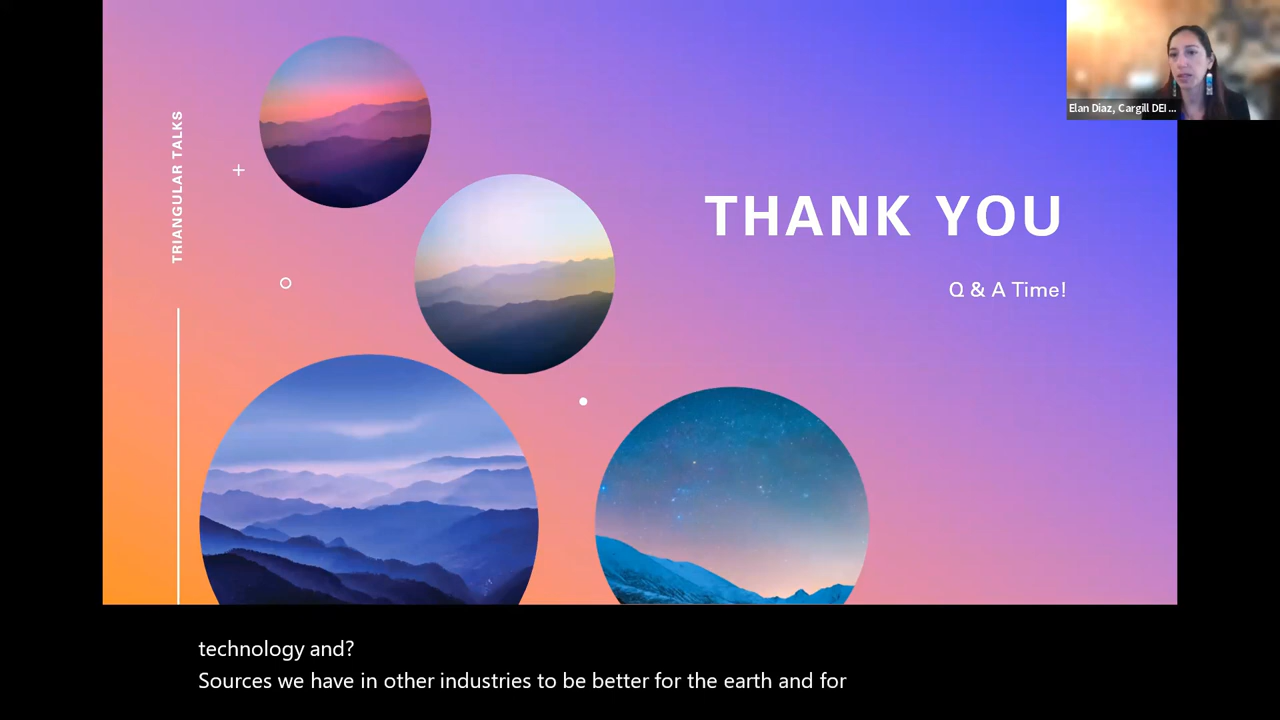 TRIANGULAR TALKS
THANK YOU
Q & A Time!
Elan Diaz, Cargill DEI ...
technology and?
Sources we have in other industries to be better for the earth and for